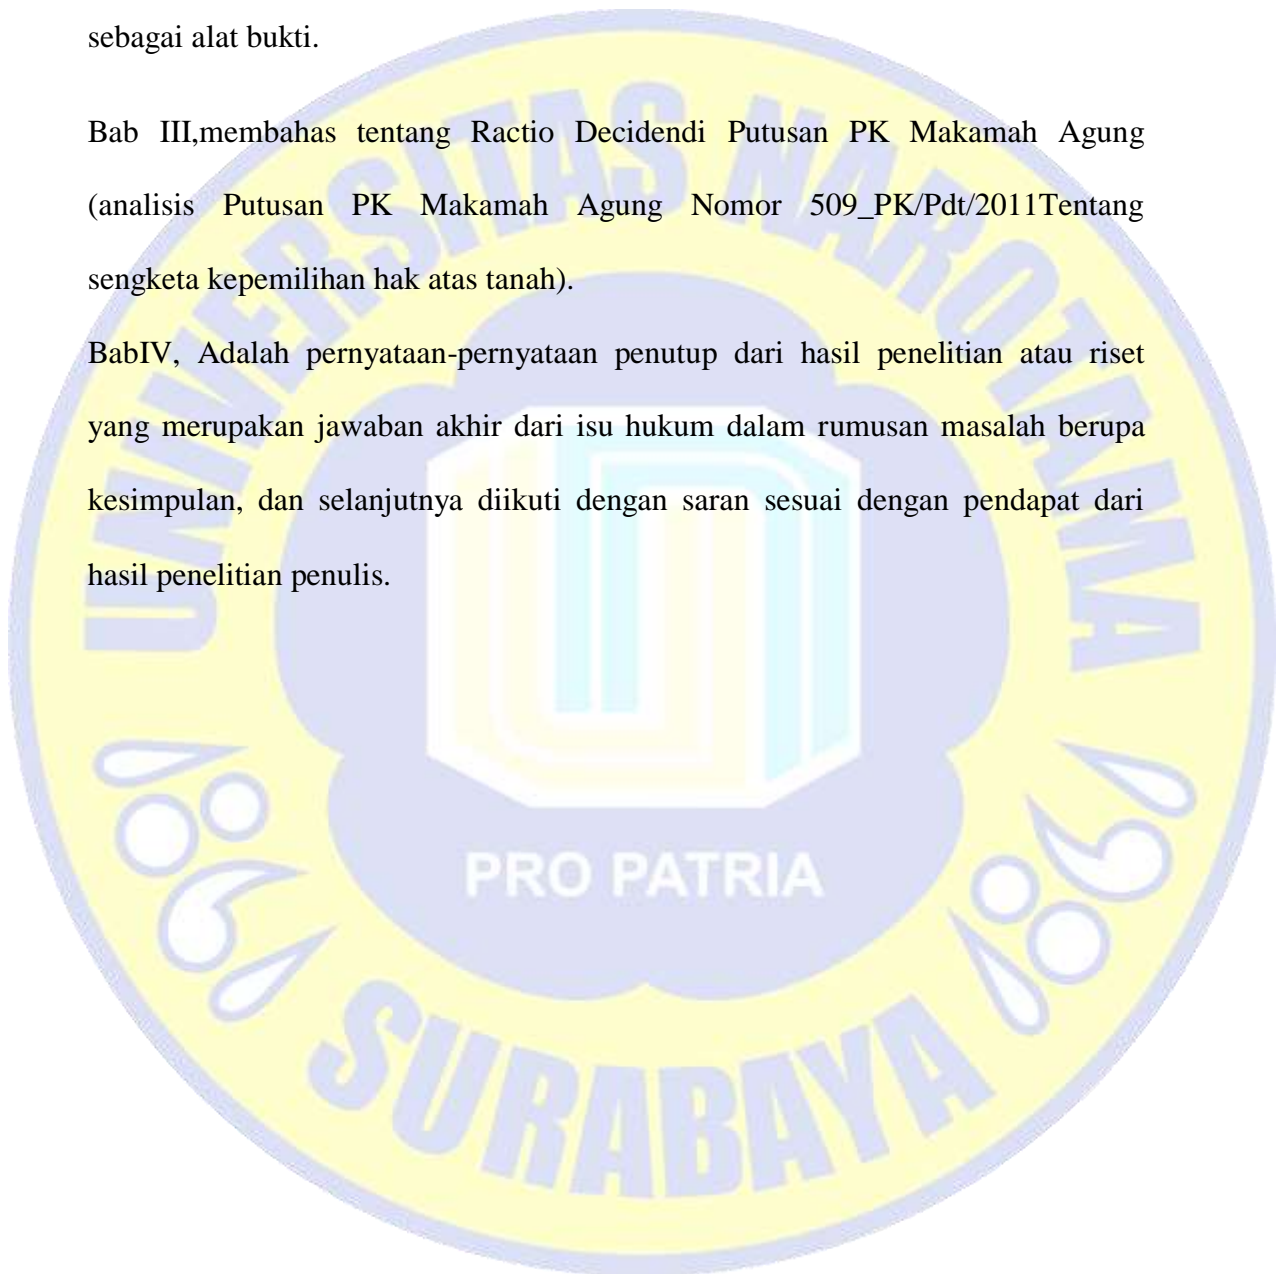 sebagai alat bukti.
Bab III,membahas tentang Ractio Decidendi Putusan PK Makamah Agung
(analisis Putusan PK Makamah Agung Nomor 509_PK/Pdt/2011Tentang
sengketa kepemilihan hak atas tanah).
BabIV, Adalah pernyataan-pernyataan penutup dari hasil penelitian atau riset
yang merupakan jawaban akhir dari isu hukum dalam rumusan masalah berupa
kesimpulan, dan selanjutnya diikuti dengan saran sesuai dengan pendapat dari
hasil penelitian penulis.
UNIVERSITAS NAROTAMA
PRO PATRIA
SURABAYA